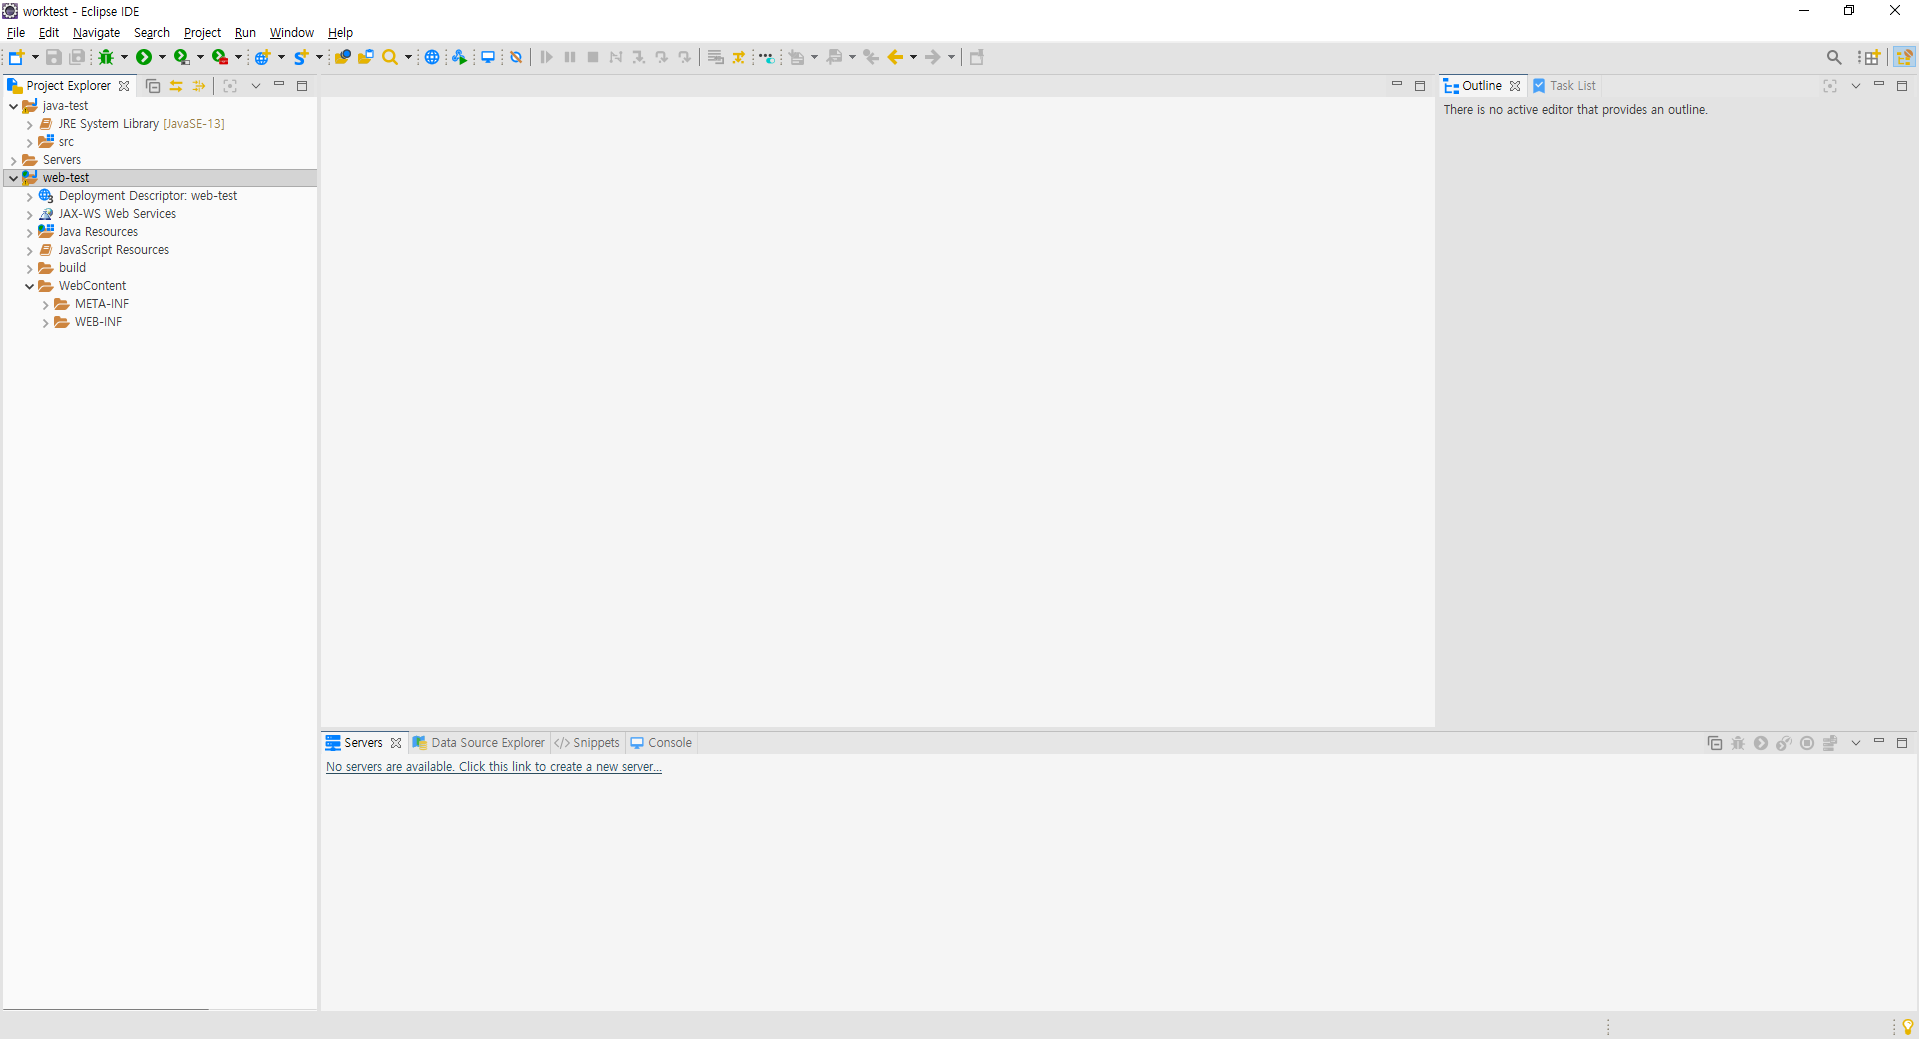 worktest - Eclipse IDE
File Edit Navigate Search Project Run Window Help
Project Explorer
Outline Task List
java-test
There is no active editor that provides an outline.
JRE System Library [JavaSE-13]
src
Servers
web-test
Deployment Descriptor: web-test
JAX-WS Web Services
Java Resources
JavaScript Resources
build
WebContent
META-INF
WEB-INF
Servers Data Source Explorer Snippets Console
No servers are available. Click this link to create a new server...